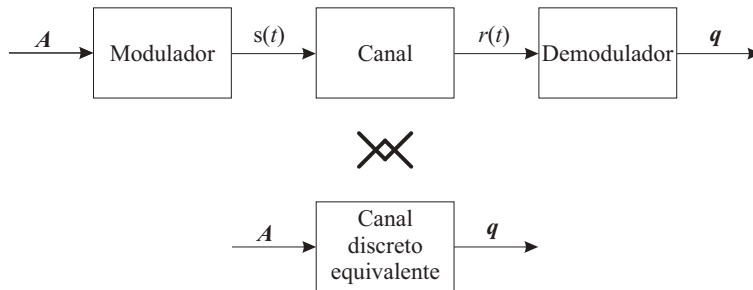 A
Modulador
s(t)
Canal
r(t)
Demodulador
q
A
Canal
discreto
equivalente
q